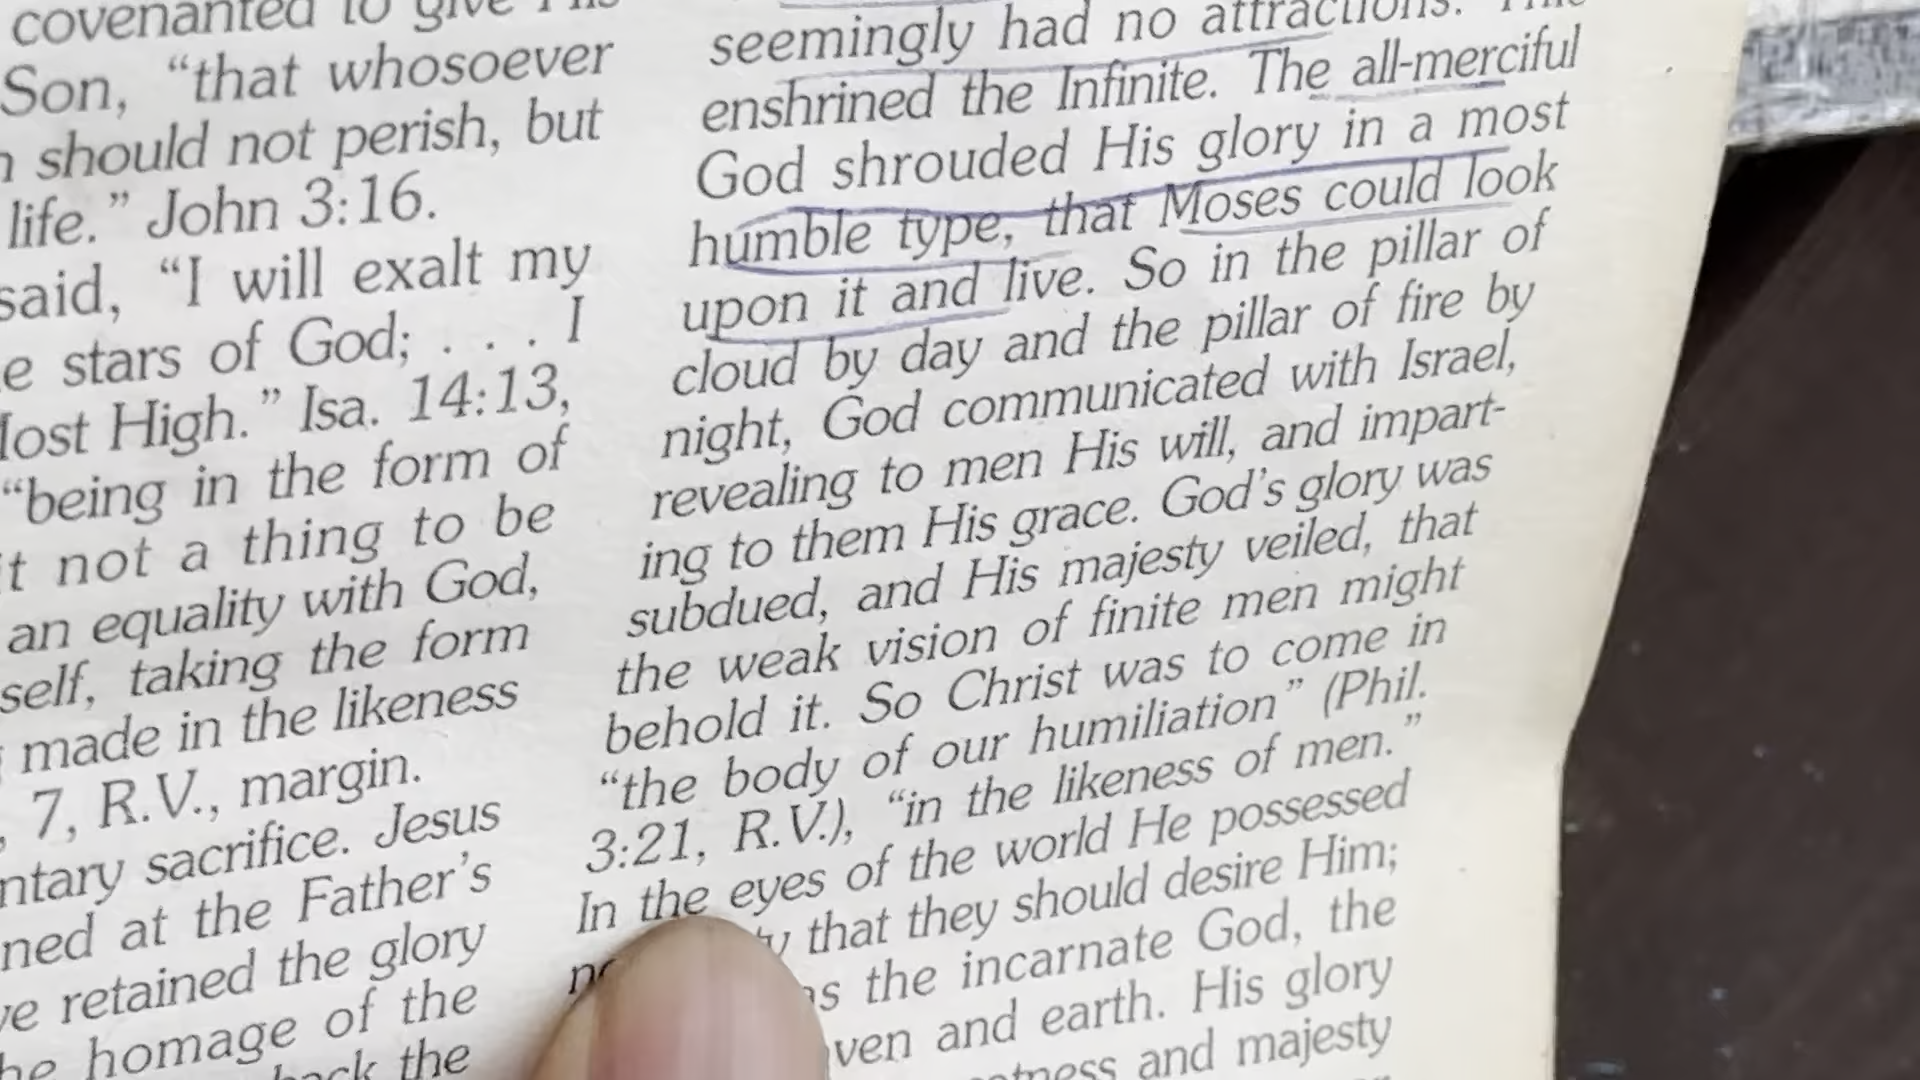 covenanted to give His
Son, “that whosoever
should not perish, but
life.” John 3:16.
said, “I will exalt my
stars of God; . . . I
Most High.” Isa. 14:13,
“being in the form of
it not a thing to be
an equality with God,
self, taking the form
made in the likeness
7, R.V., margin.
ntary sacrifice. Jesus
ned at the Father’s
ve retained the glory
he homage of the
back the
seemingly had no attractions. This
enshrined the Infinite. The all-merciful
God shrouded His glory in a most
humble type, that Moses could look
upon it and live. So in the pillar of
cloud by day and the pillar of fire by
night, God communicated with Israel,
revealing to men His will, and impart-
ing to them His grace. God’s glory was
subdued, and His majesty veiled, that
the weak vision of finite men might
behold it. So Christ was to come in
“the body of our humiliation” (Phil.
3:21, R.V.), “in the likeness of men.”
In the eyes of the world He possessed
that they should desire Him;
the incarnate God, the
ven and earth. His glory
and majesty